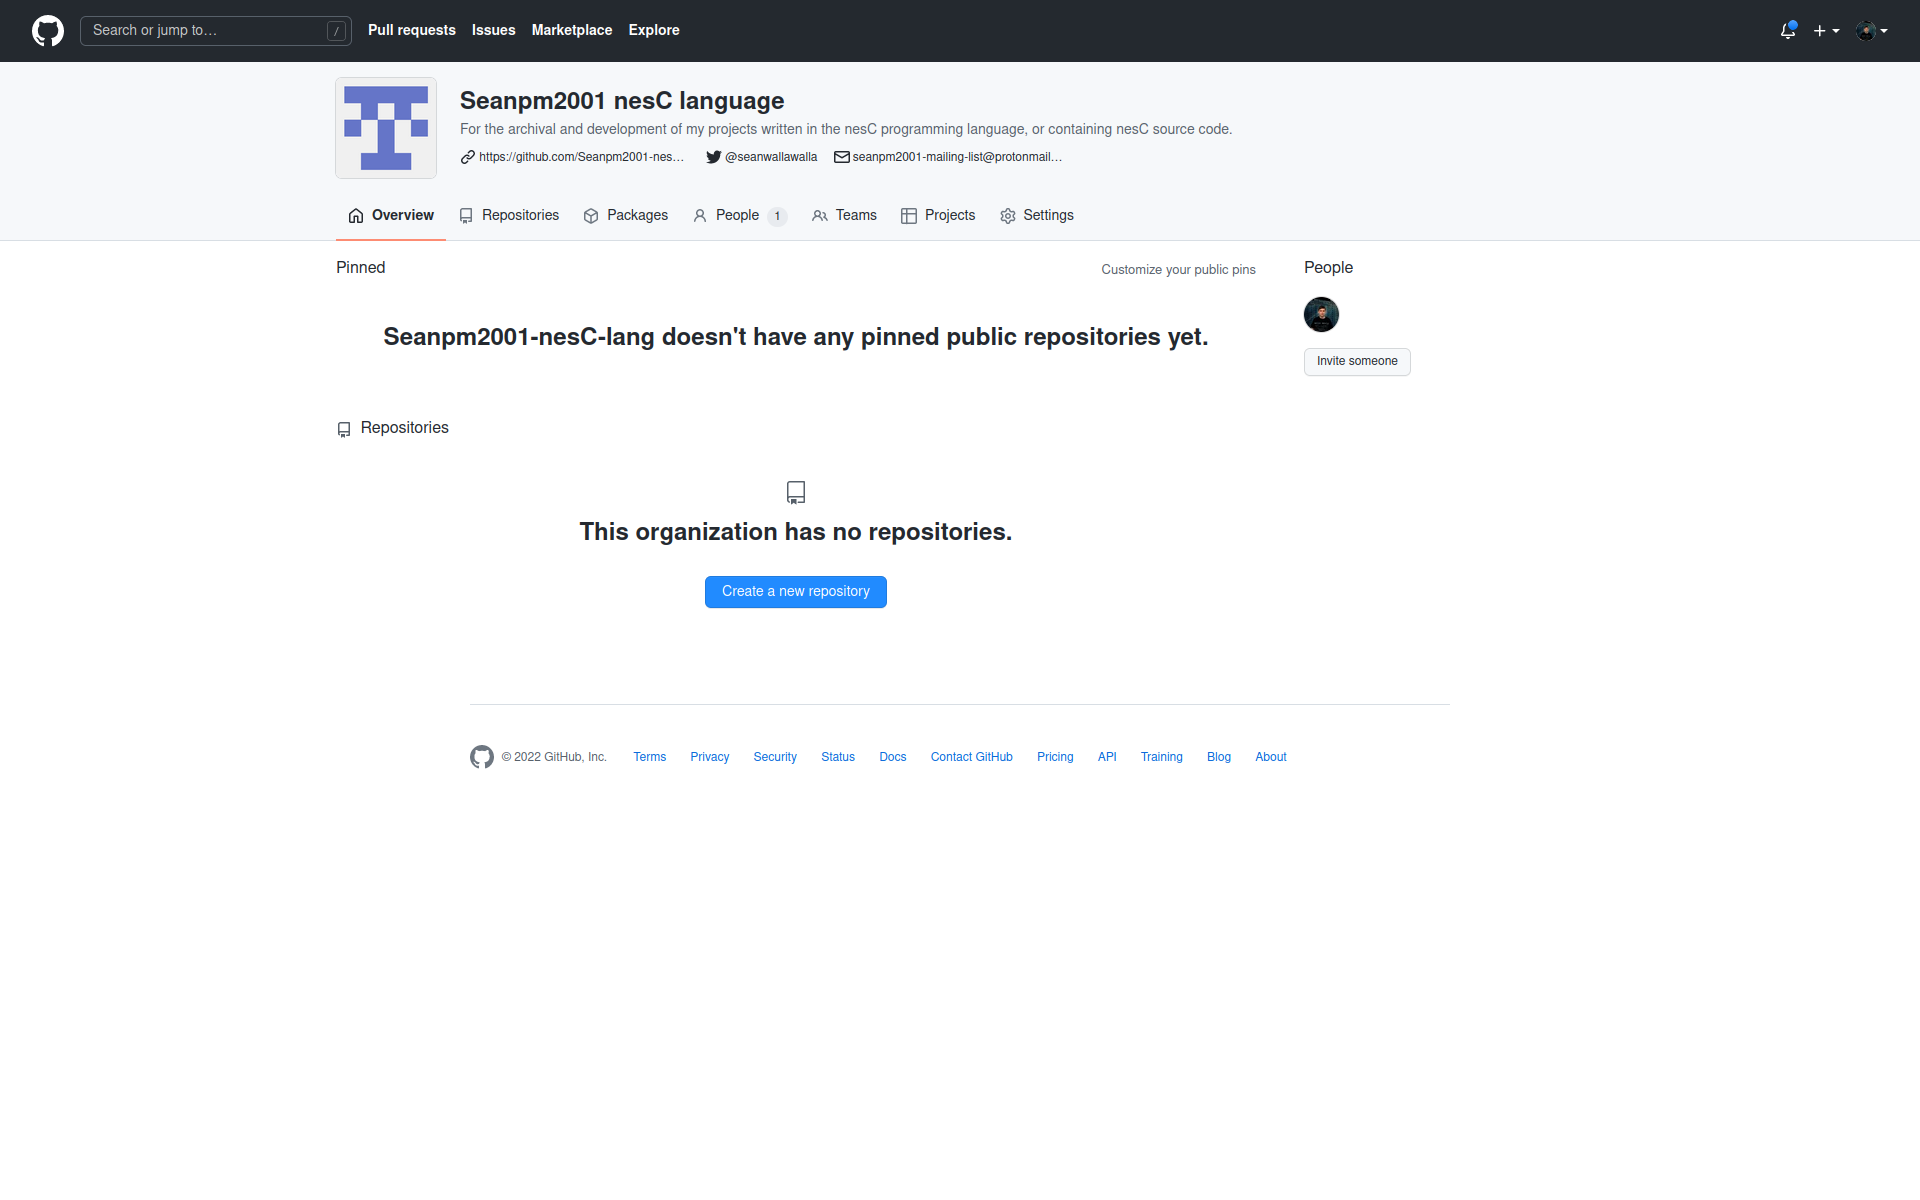 Search or jump to… /
Pull requests Issues Marketplace Explore
Seanpm2001 nesC language
For the archival and development of my projects written in the nesC programming language, or containing nesC source code.
https://github.com/Seanpm2001-nes… @seanwallawalla seanpm2001-mailing-list@protonmail…
Overview Repositories Packages People 1 Teams Projects Settings
Pinned Customize your public pins
People
Seanpm2001-nesC-lang doesn't have any pinned public repositories yet.
Invite someone
Repositories
This organization has no repositories.
Create a new repository
© 2022 GitHub, Inc. Terms Privacy Security Status Docs Contact GitHub Pricing API Training Blog About